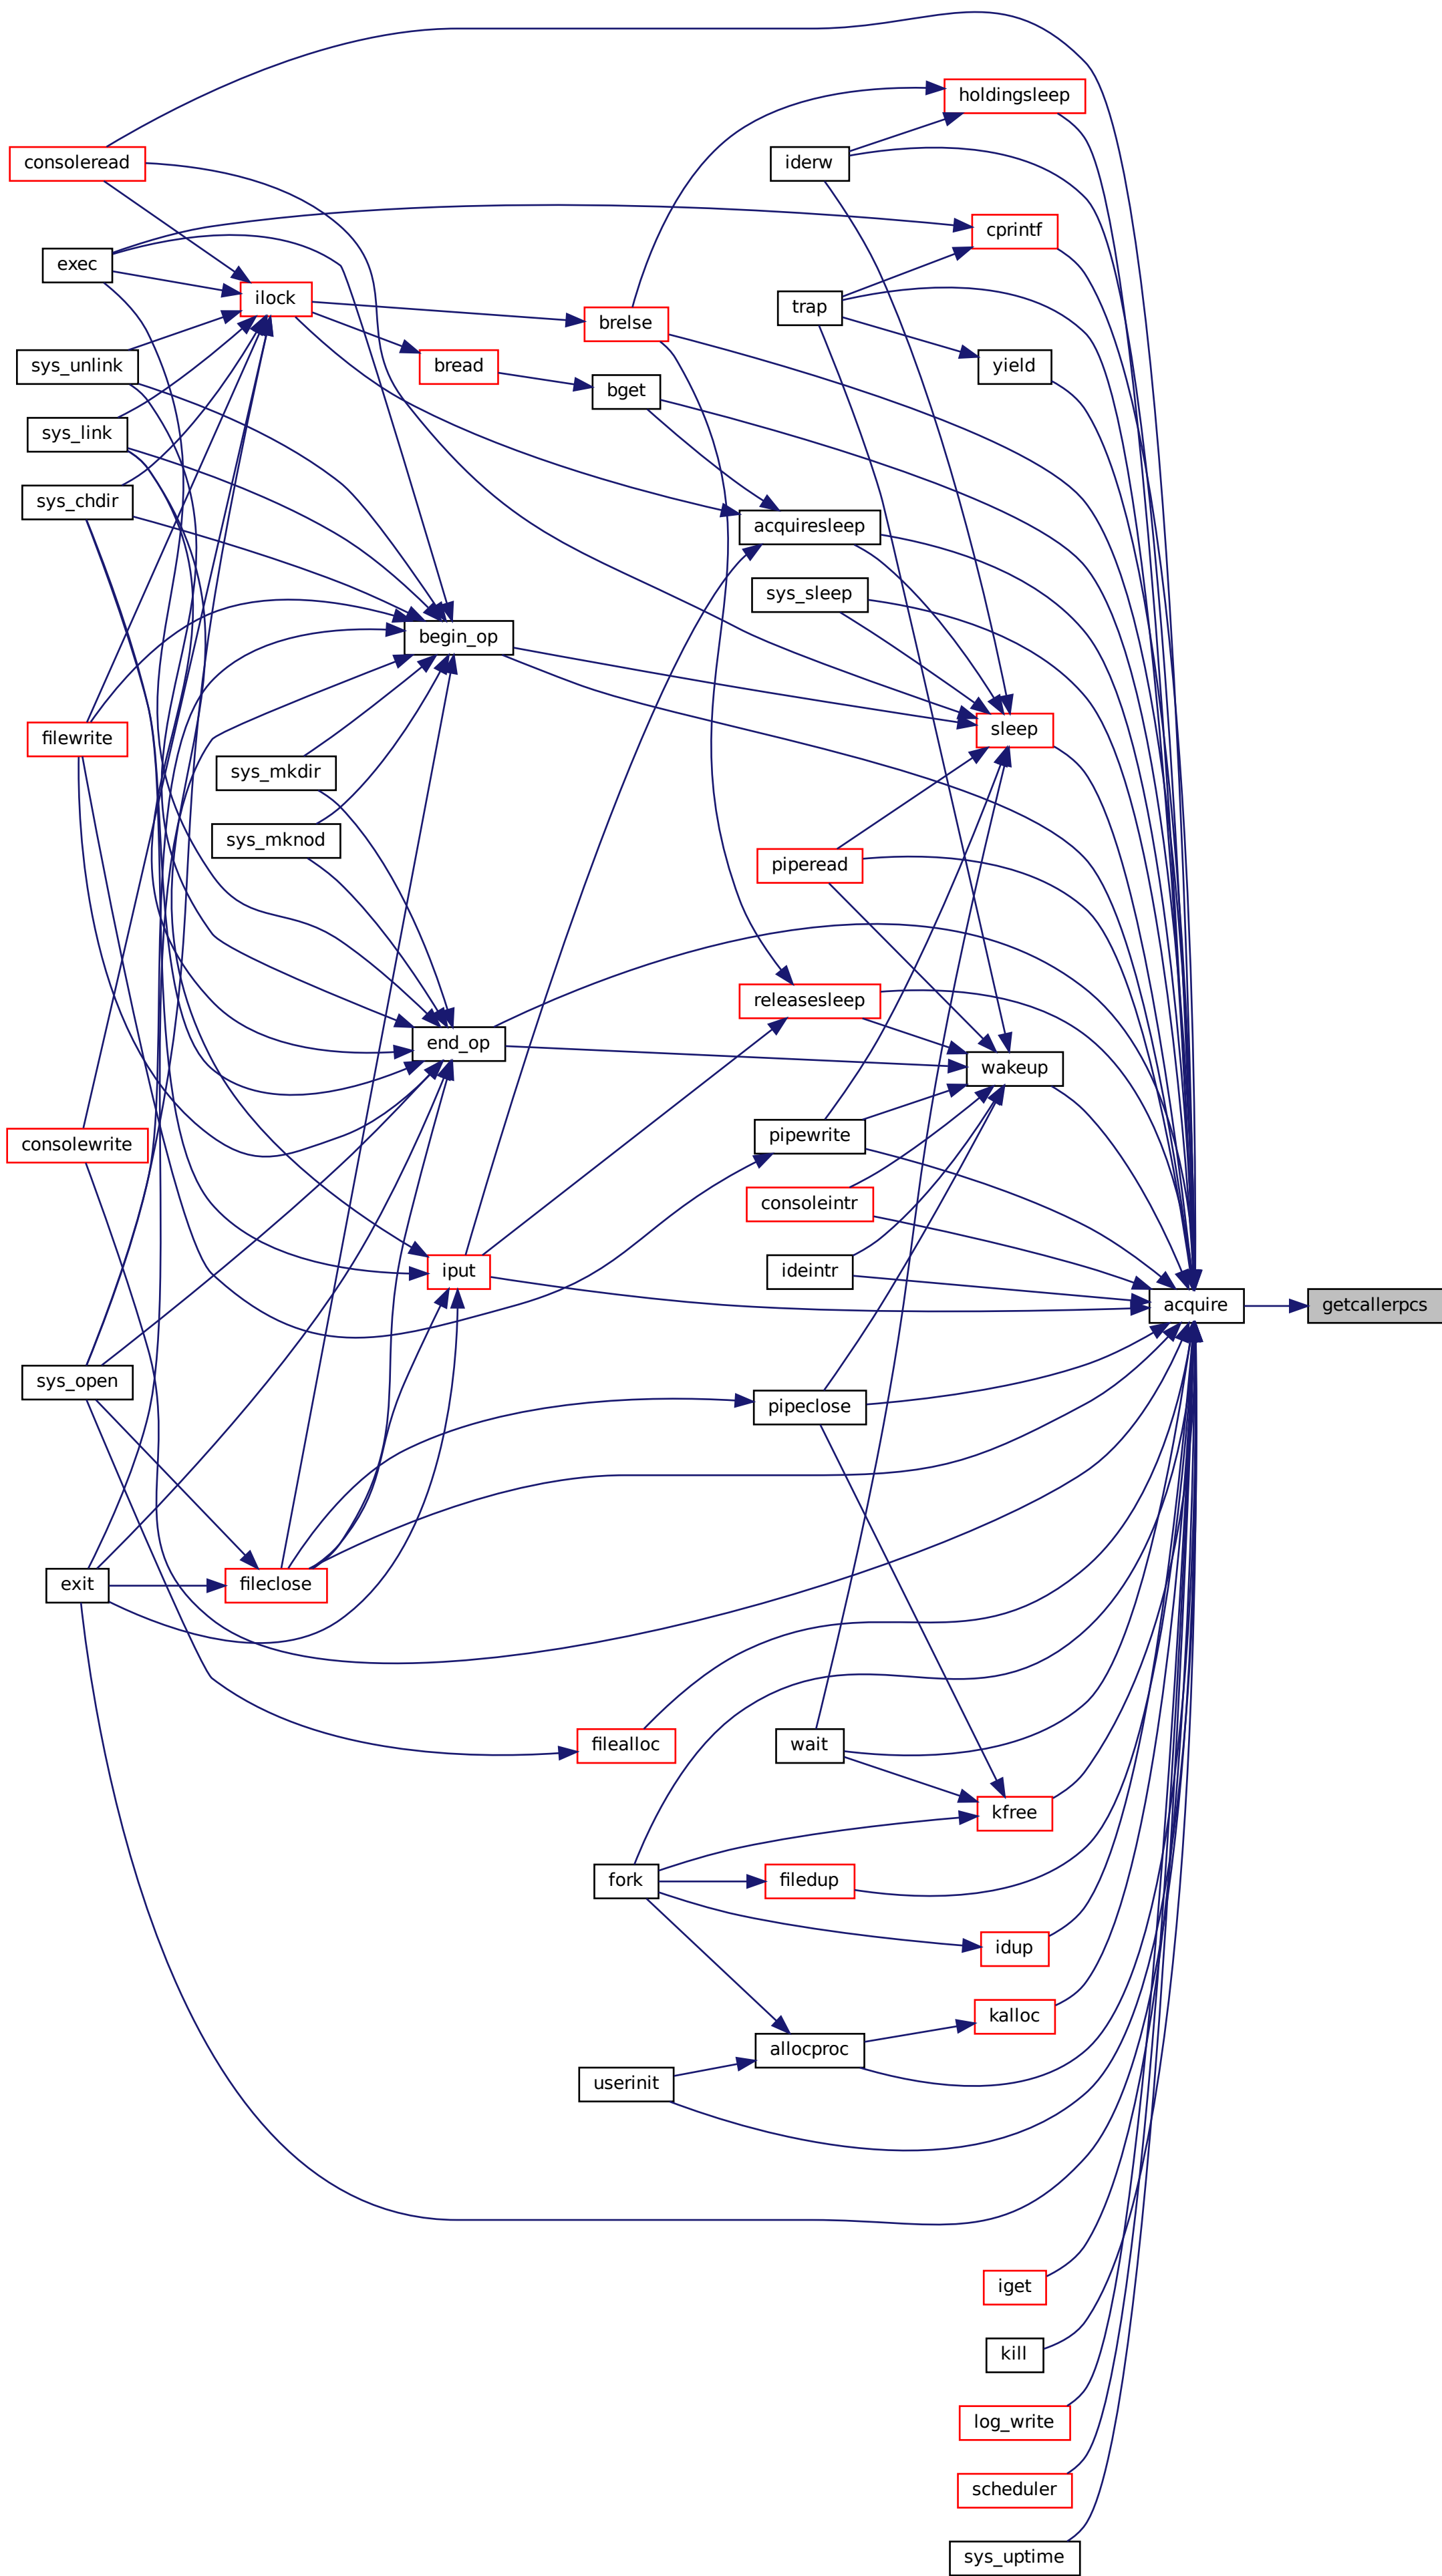 holdingsleep
consoleread
iderw
cprintf
exec
ilock
trap
brelse
sys_unlink
bread
yield
bget
sys_link
sys_chdir
acquiresleep
sys_sleep
begin_op
filewrite
sleep
sys_mkdir
sys_mknod
piperead
releasesleep
end_op
wakeup
consolewrite
pipewrite
consoleintr
iput
ideintr
acquire
getcallerpcs
sys_open
pipeclose
exit
fileclose
filealloc
wait
kfree
fork
filedup
idup
kalloc
allocproc
userinit
iget
kill
log_write
scheduler
sys_uptime